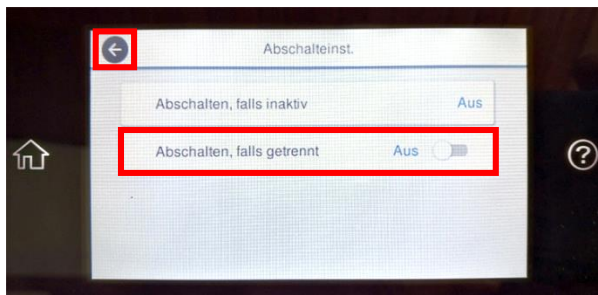 Abschalteinst.
Abschalten, falls inaktiv Aus
Abschalten, falls getrennt Aus
?